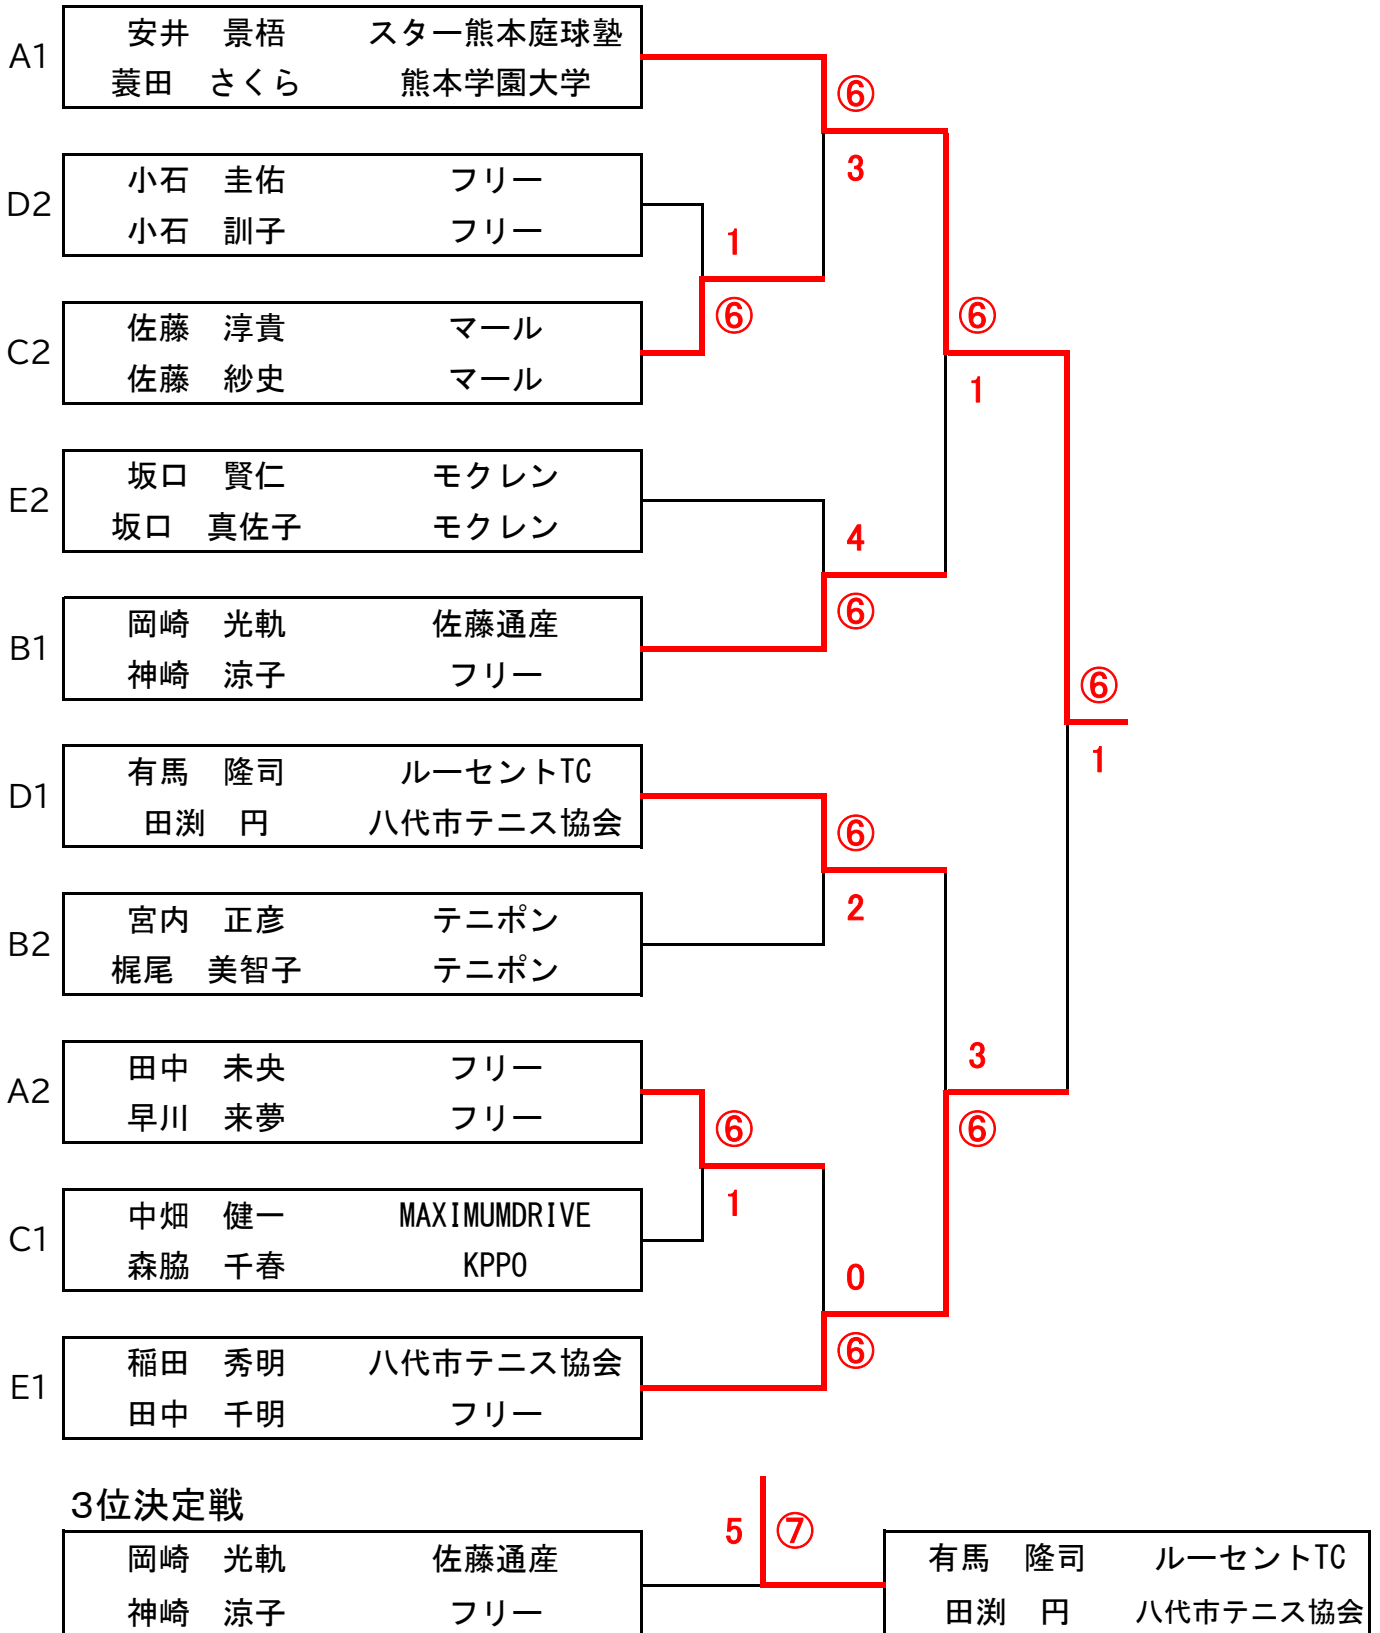 A1
安井　景梧　スター熊本庭球塾
蓑田　さくら　熊本学園大学
⑥
3
D2
小石　圭佑　フリー
小石　訓子　フリー
1
⑥
C2
佐藤　淳貴　マール
佐藤　紗史　マール
⑥
1
E2
坂口　賢仁　モクレン
坂口　真佐子　モクレン
4
⑥
B1
岡崎　光軌　佐藤通産
神崎　涼子　フリー
⑥
1
D1
有馬　隆司　ルーセントTC
田渕　円　八代市テニス協会
⑥
2
B2
宮内　正彦　テニポン
梶尾　美智子　テニポン
3
⑥
A2
田中　未央　フリー
早川　来夢　フリー
⑥
1
C1
中畑　健一　MAXIMUMDRIVE
森脇　千春　KPPO
0
⑥
E1
稲田　秀明　八代市テニス協会
田中　千明　フリー
3位決定戦
岡崎　光軌　佐藤通産
神崎　涼子　フリー
5 ⑦
有馬　隆司　ルーセントTC
田渕　円　八代市テニス協会